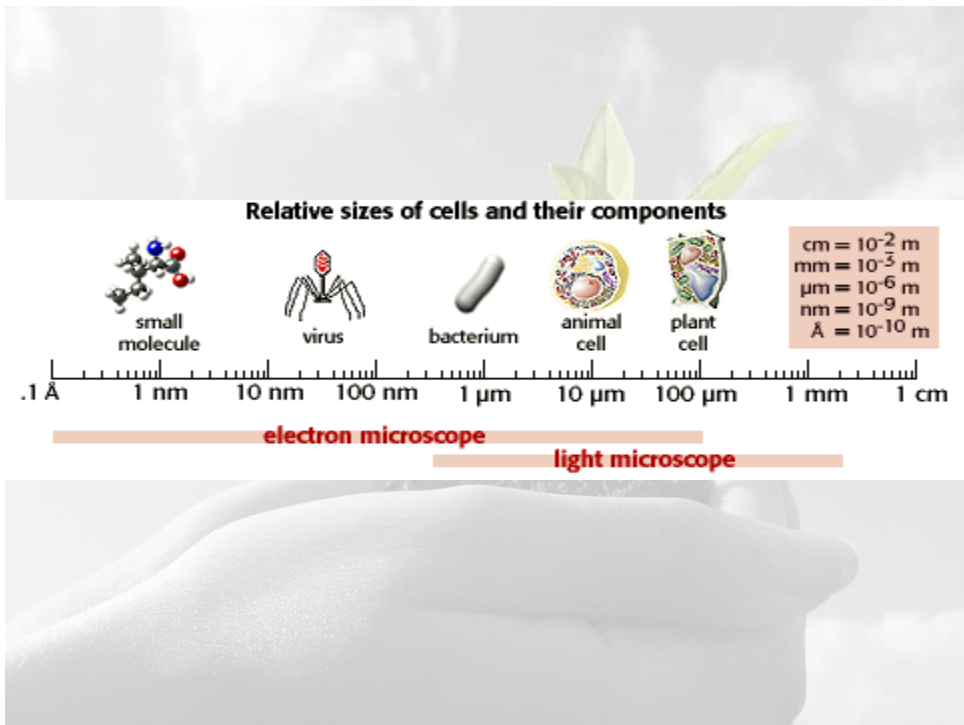 Relative sizes of cells and their components
cm = 10⁻² m
mm = 10⁻³ m
µm = 10⁻⁶ m
nm = 10⁻⁹ m
Å = 10⁻¹⁰ m
small
molecule
virus
bacterium
animal
cell
plant
cell
.1 Å 1 nm 10 nm 100 nm 1 µm 10 µm 100 µm 1 mm 1 cm
electron microscope
light microscope